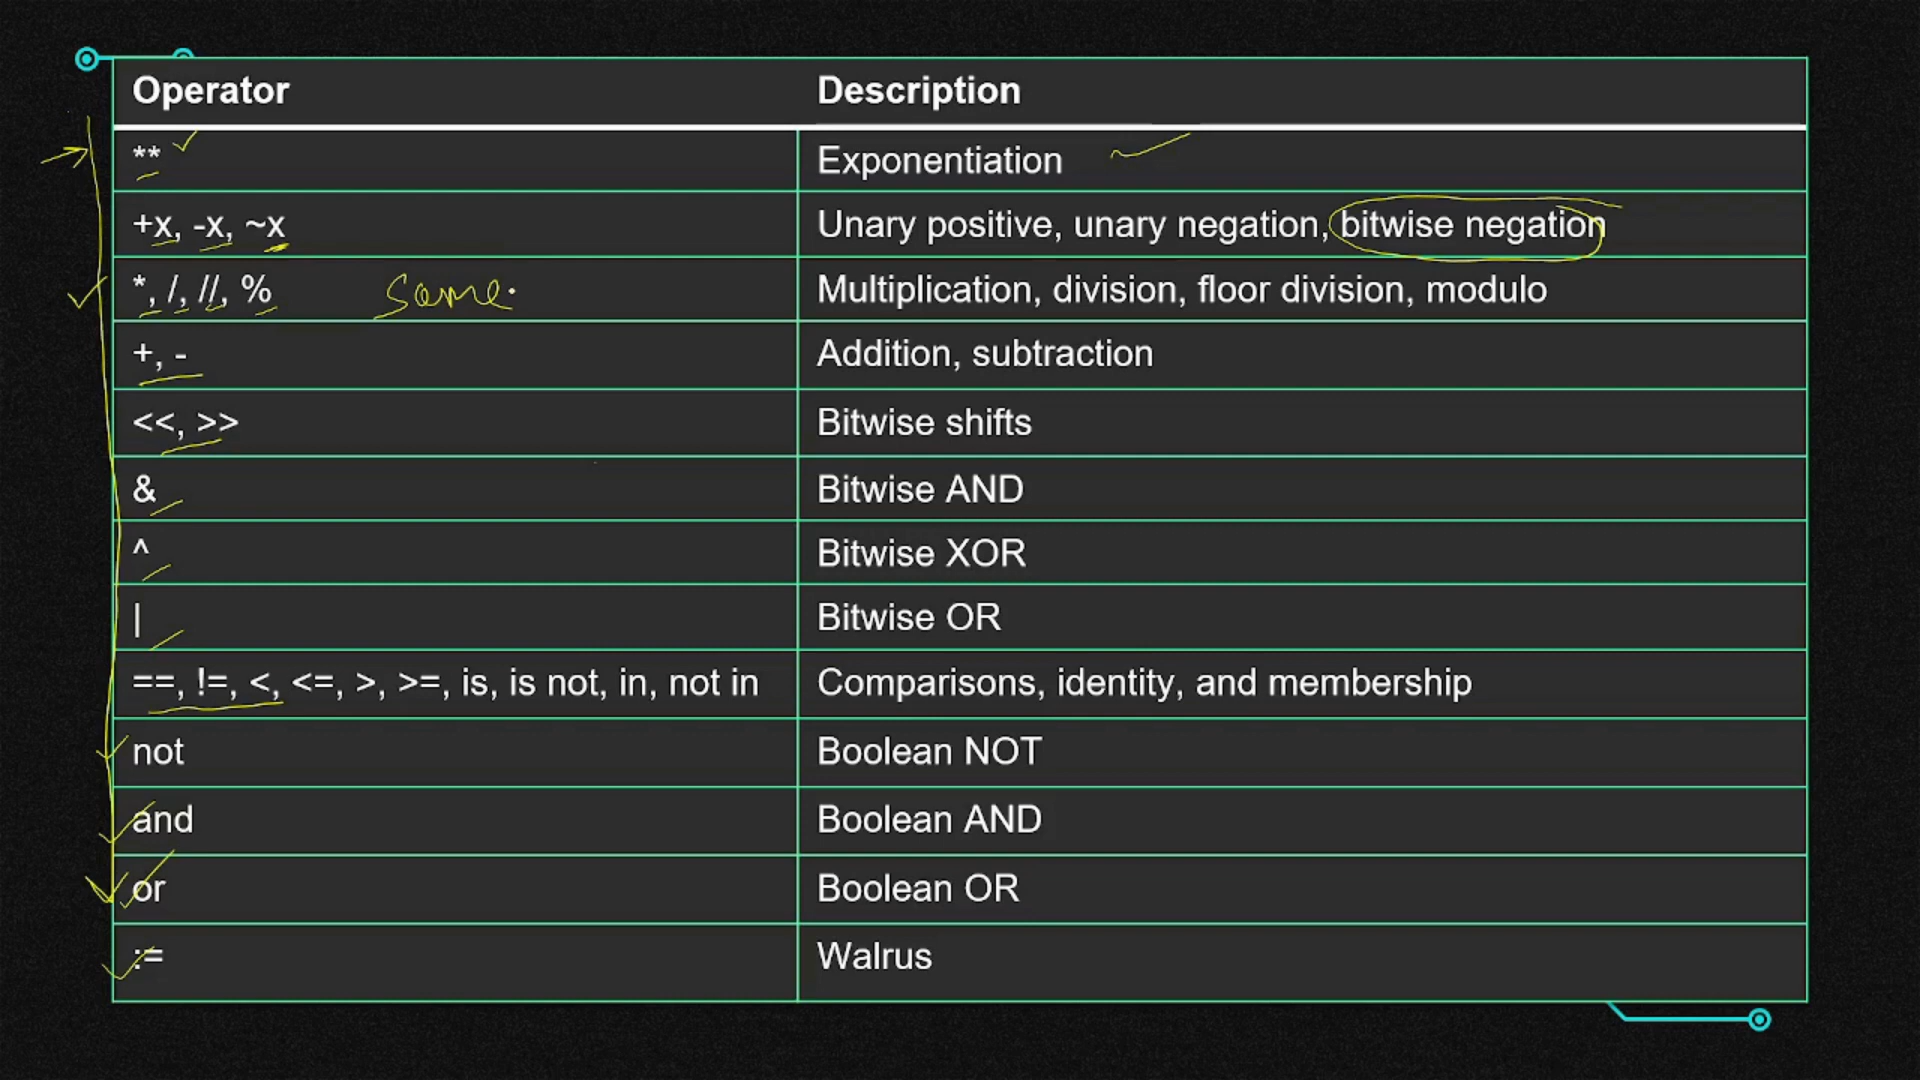 Operator Description
** Exponentiation
+x, -x, ~x Unary positive, unary negation, bitwise negation
*, /, //, % Same Multiplication, division, floor division, modulo
+, - Addition, subtraction
<<, >> Bitwise shifts
& Bitwise AND
^ Bitwise XOR
| Bitwise OR
==, !=, <, <=, >, >=, is, is not, in, not in Comparisons, identity, and membership
not Boolean NOT
and Boolean AND
or Boolean OR
:= Walrus